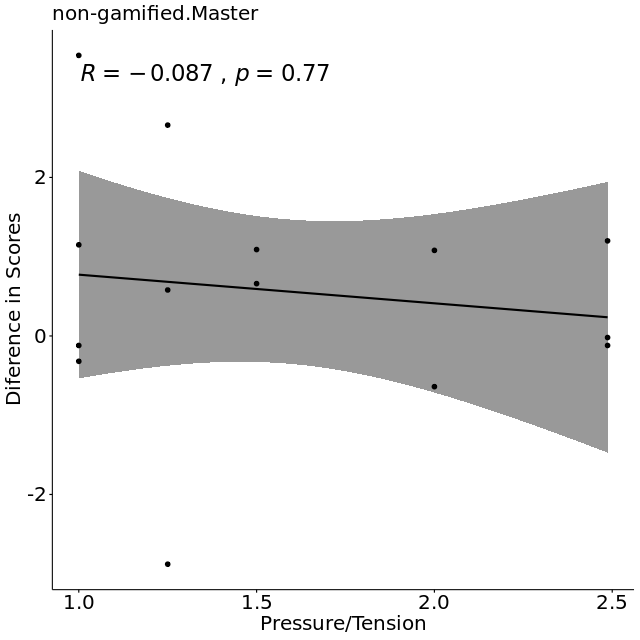 non-gamified.Master
R = −0.087 , p = 0.77
Diference in Scores
2
0
-2
1.0 1.5 2.0 2.5
Pressure/Tension